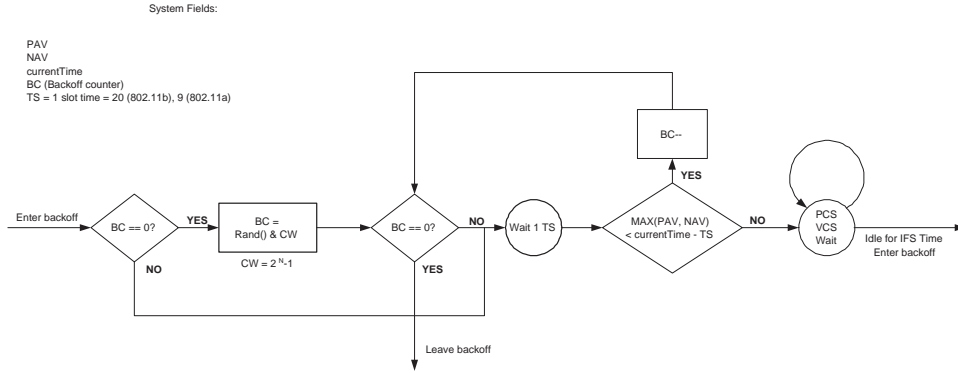 System Fields:
PAV
NAV
currentTime
BC (Backoff counter)
TS = 1 slot time = 20 (802.11b), 9 (802.11a)
BC--
YES
Enter backoff
BC == 0?
YES
BC =
Rand() & CW
BC == 0?
NO
Wait 1 TS
MAX(PAV, NAV)
< currentTime - TS
NO
PCS
VCS
Wait
Idle for IFS Time
Enter backoff
NO
CW = 2 N-1
YES
Leave backoff